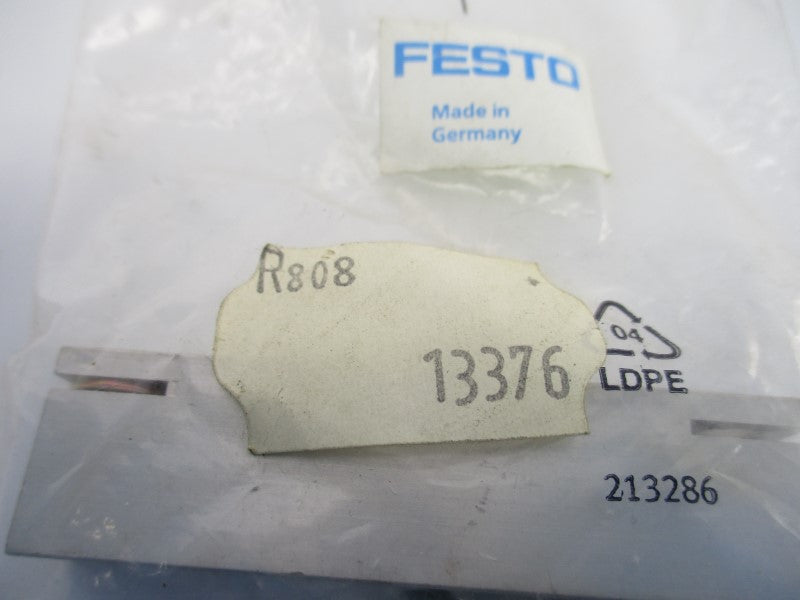 FESTO
Made in
Germany
R808
13376
04
LDPE
213286